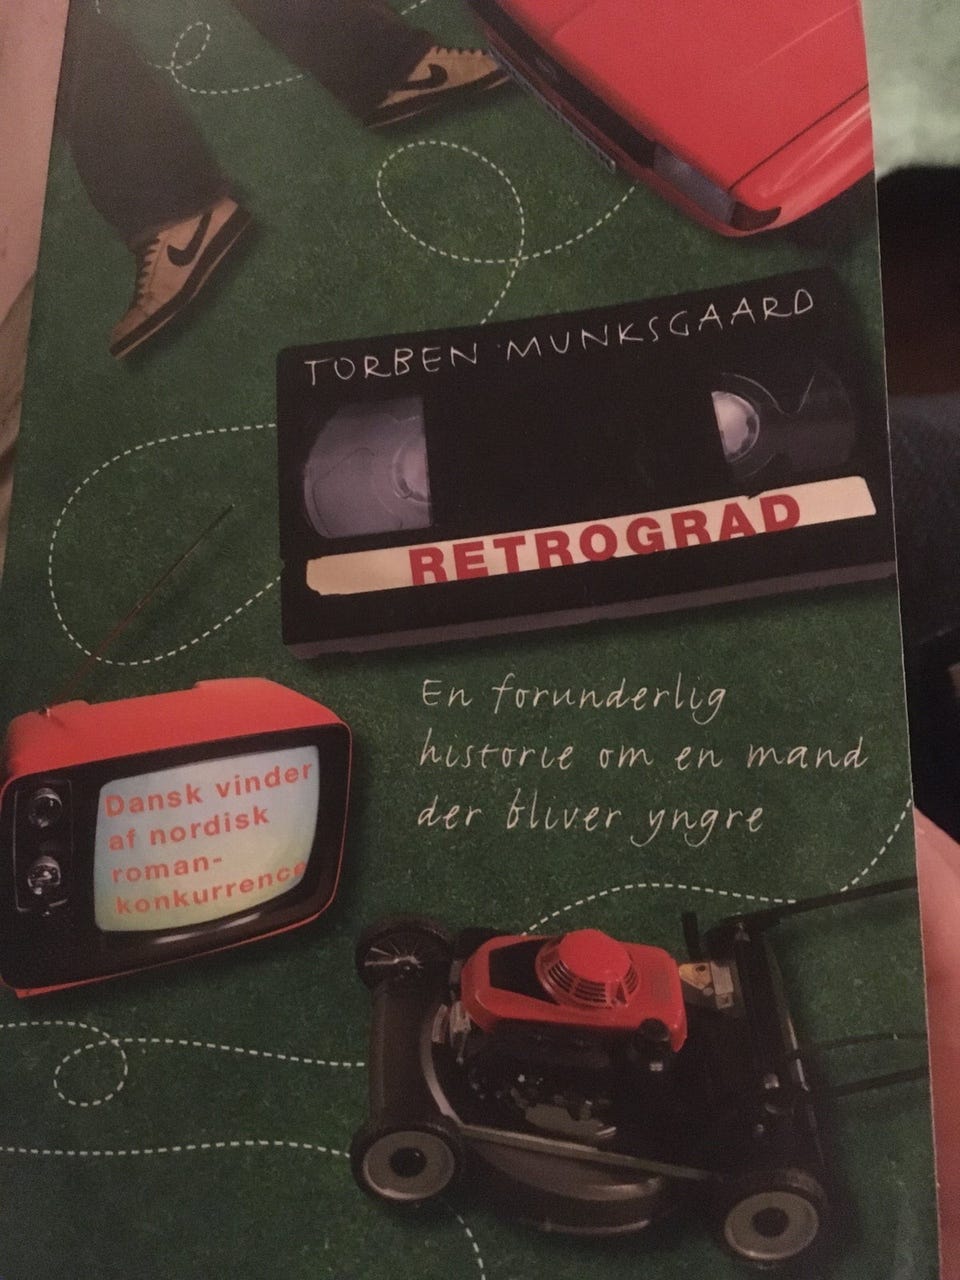 TORBEN MUNKSGAARD
RETROGRAD
En forunderlig
historie om en mand
der bliver yngre
Dansk vinder
af nordisk
roman-
konkurrence